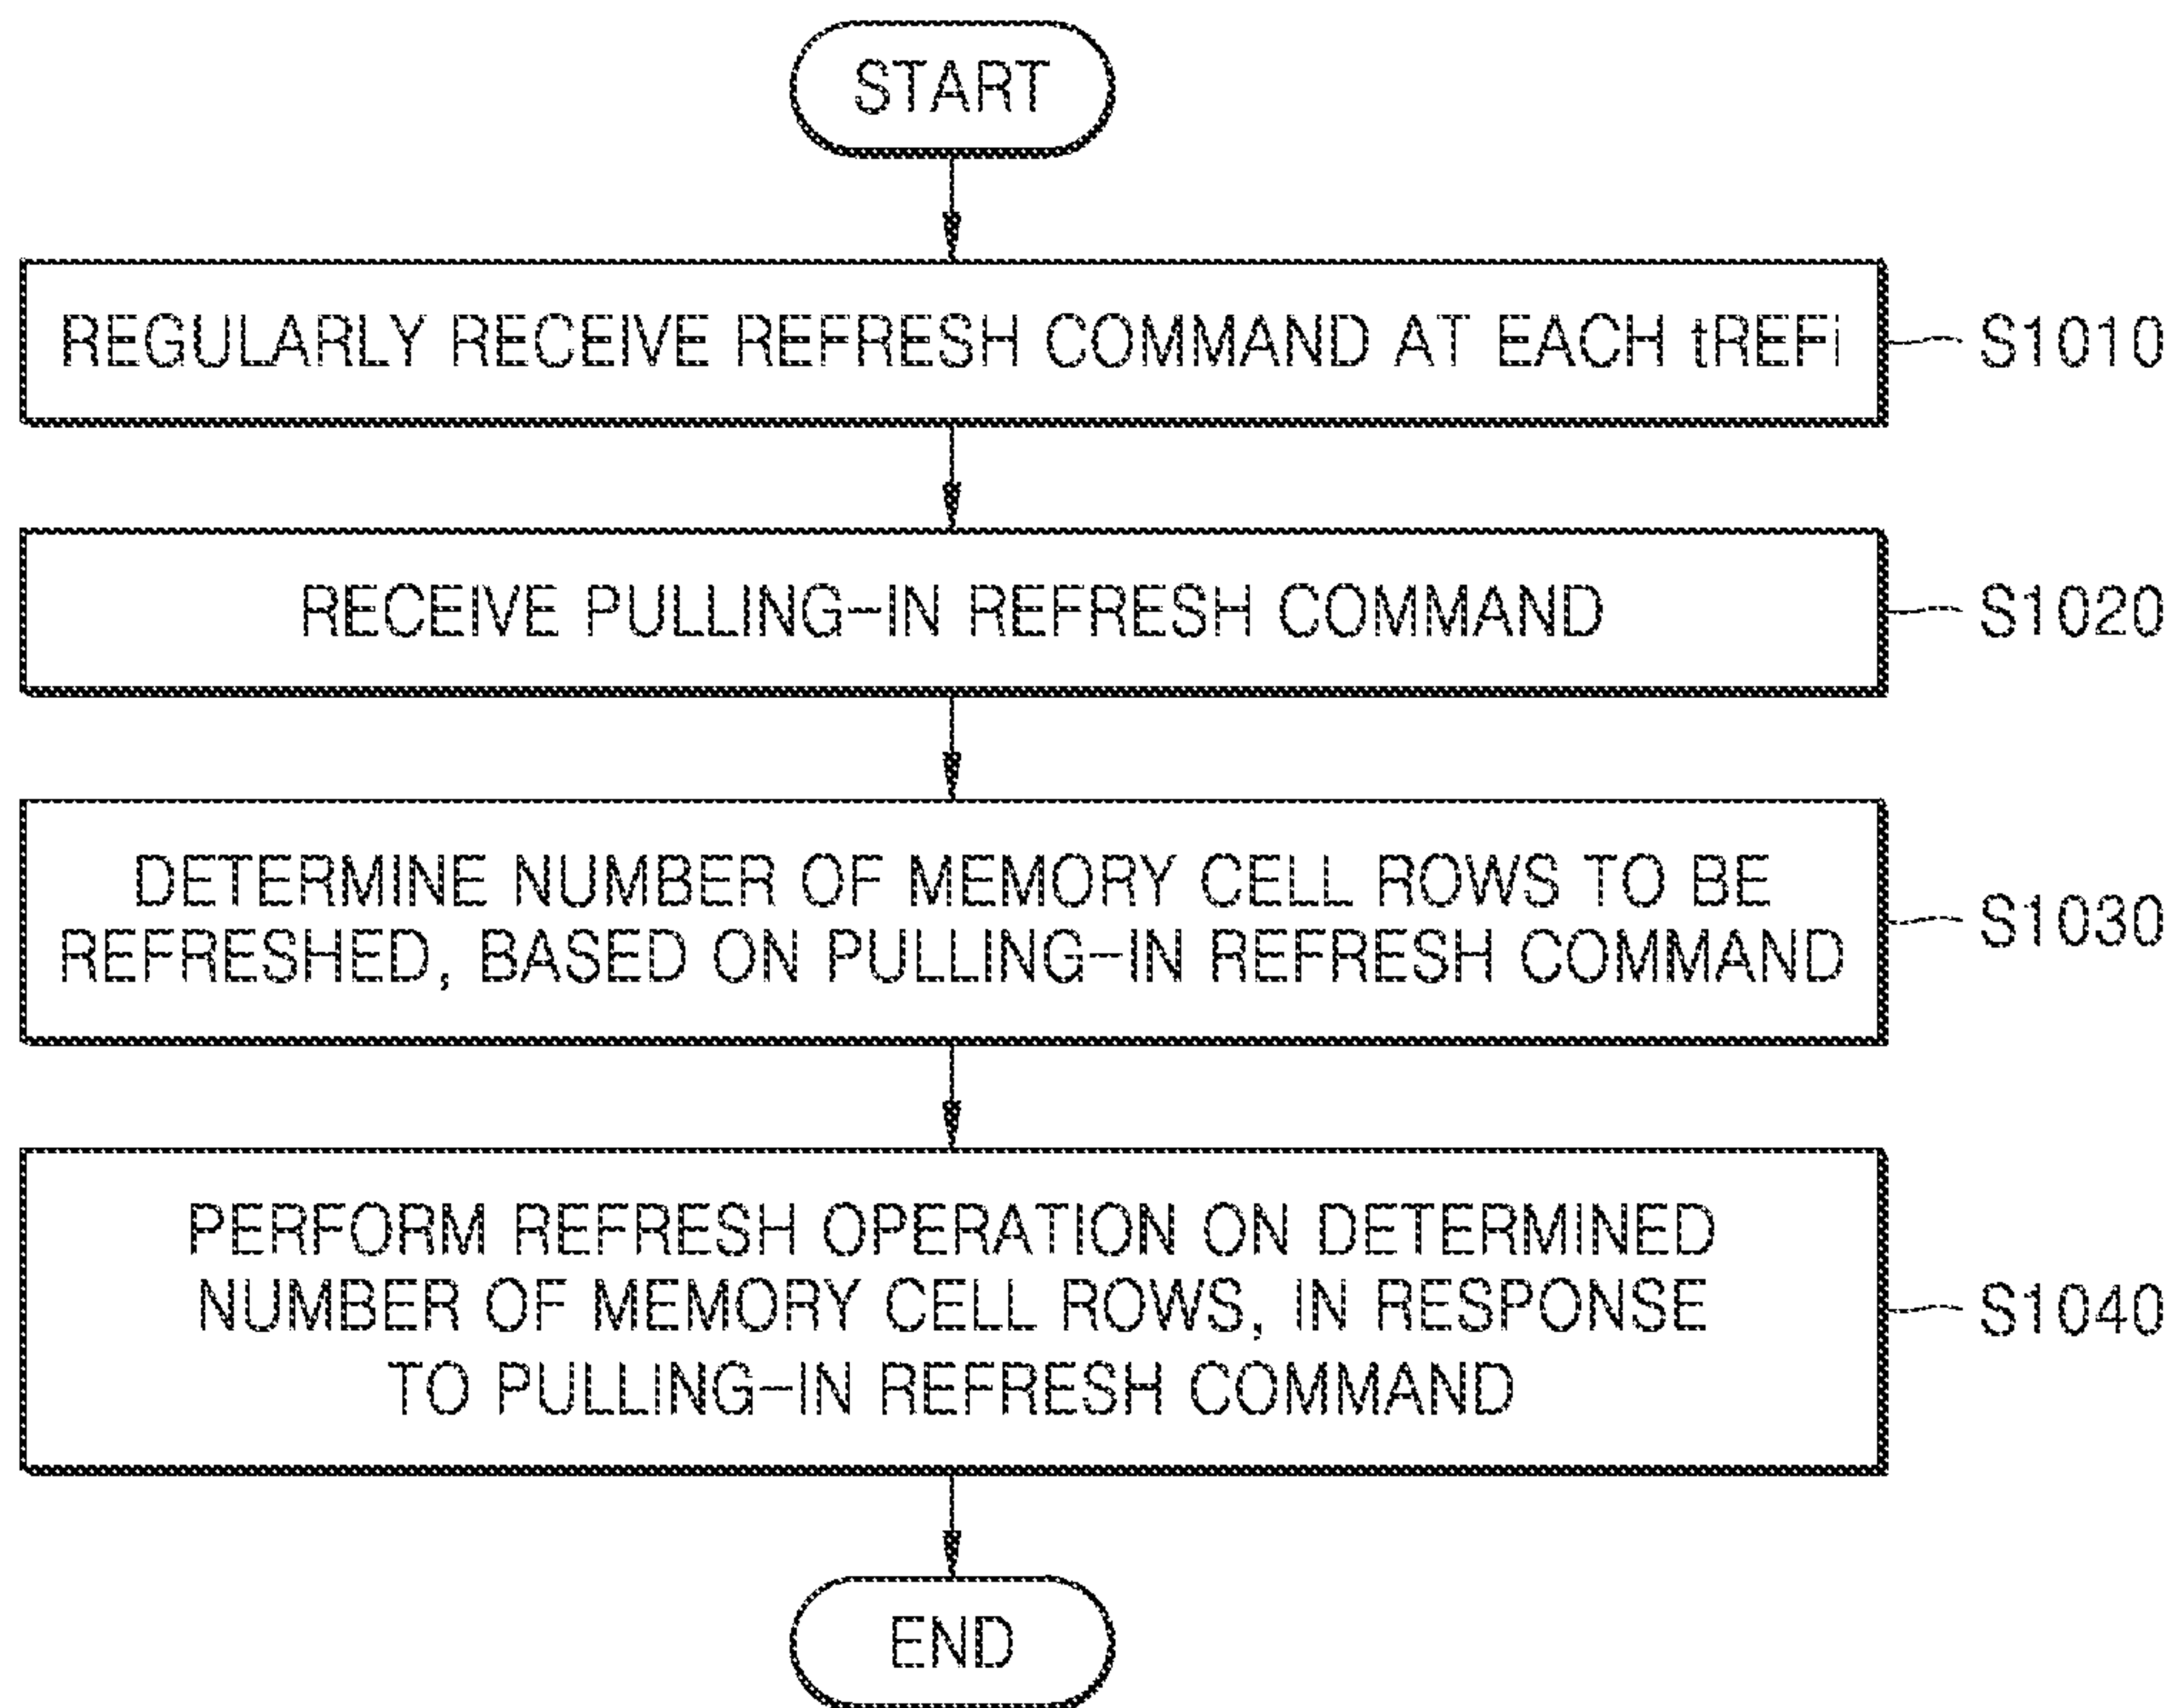 START
REGULARLY RECEIVE REFRESH COMMAND AT EACH tREFi
S1010
RECEIVE PULLING-IN REFRESH COMMAND
S1020
DETERMINE NUMBER OF MEMORY CELL ROWS TO BE
REFRESHED, BASED ON PULLING-IN REFRESH COMMAND
S1030
PERFORM REFRESH OPERATION ON DETERMINED
NUMBER OF MEMORY CELL ROWS, IN RESPONSE
TO PULLING-IN REFRESH COMMAND
S1040
END